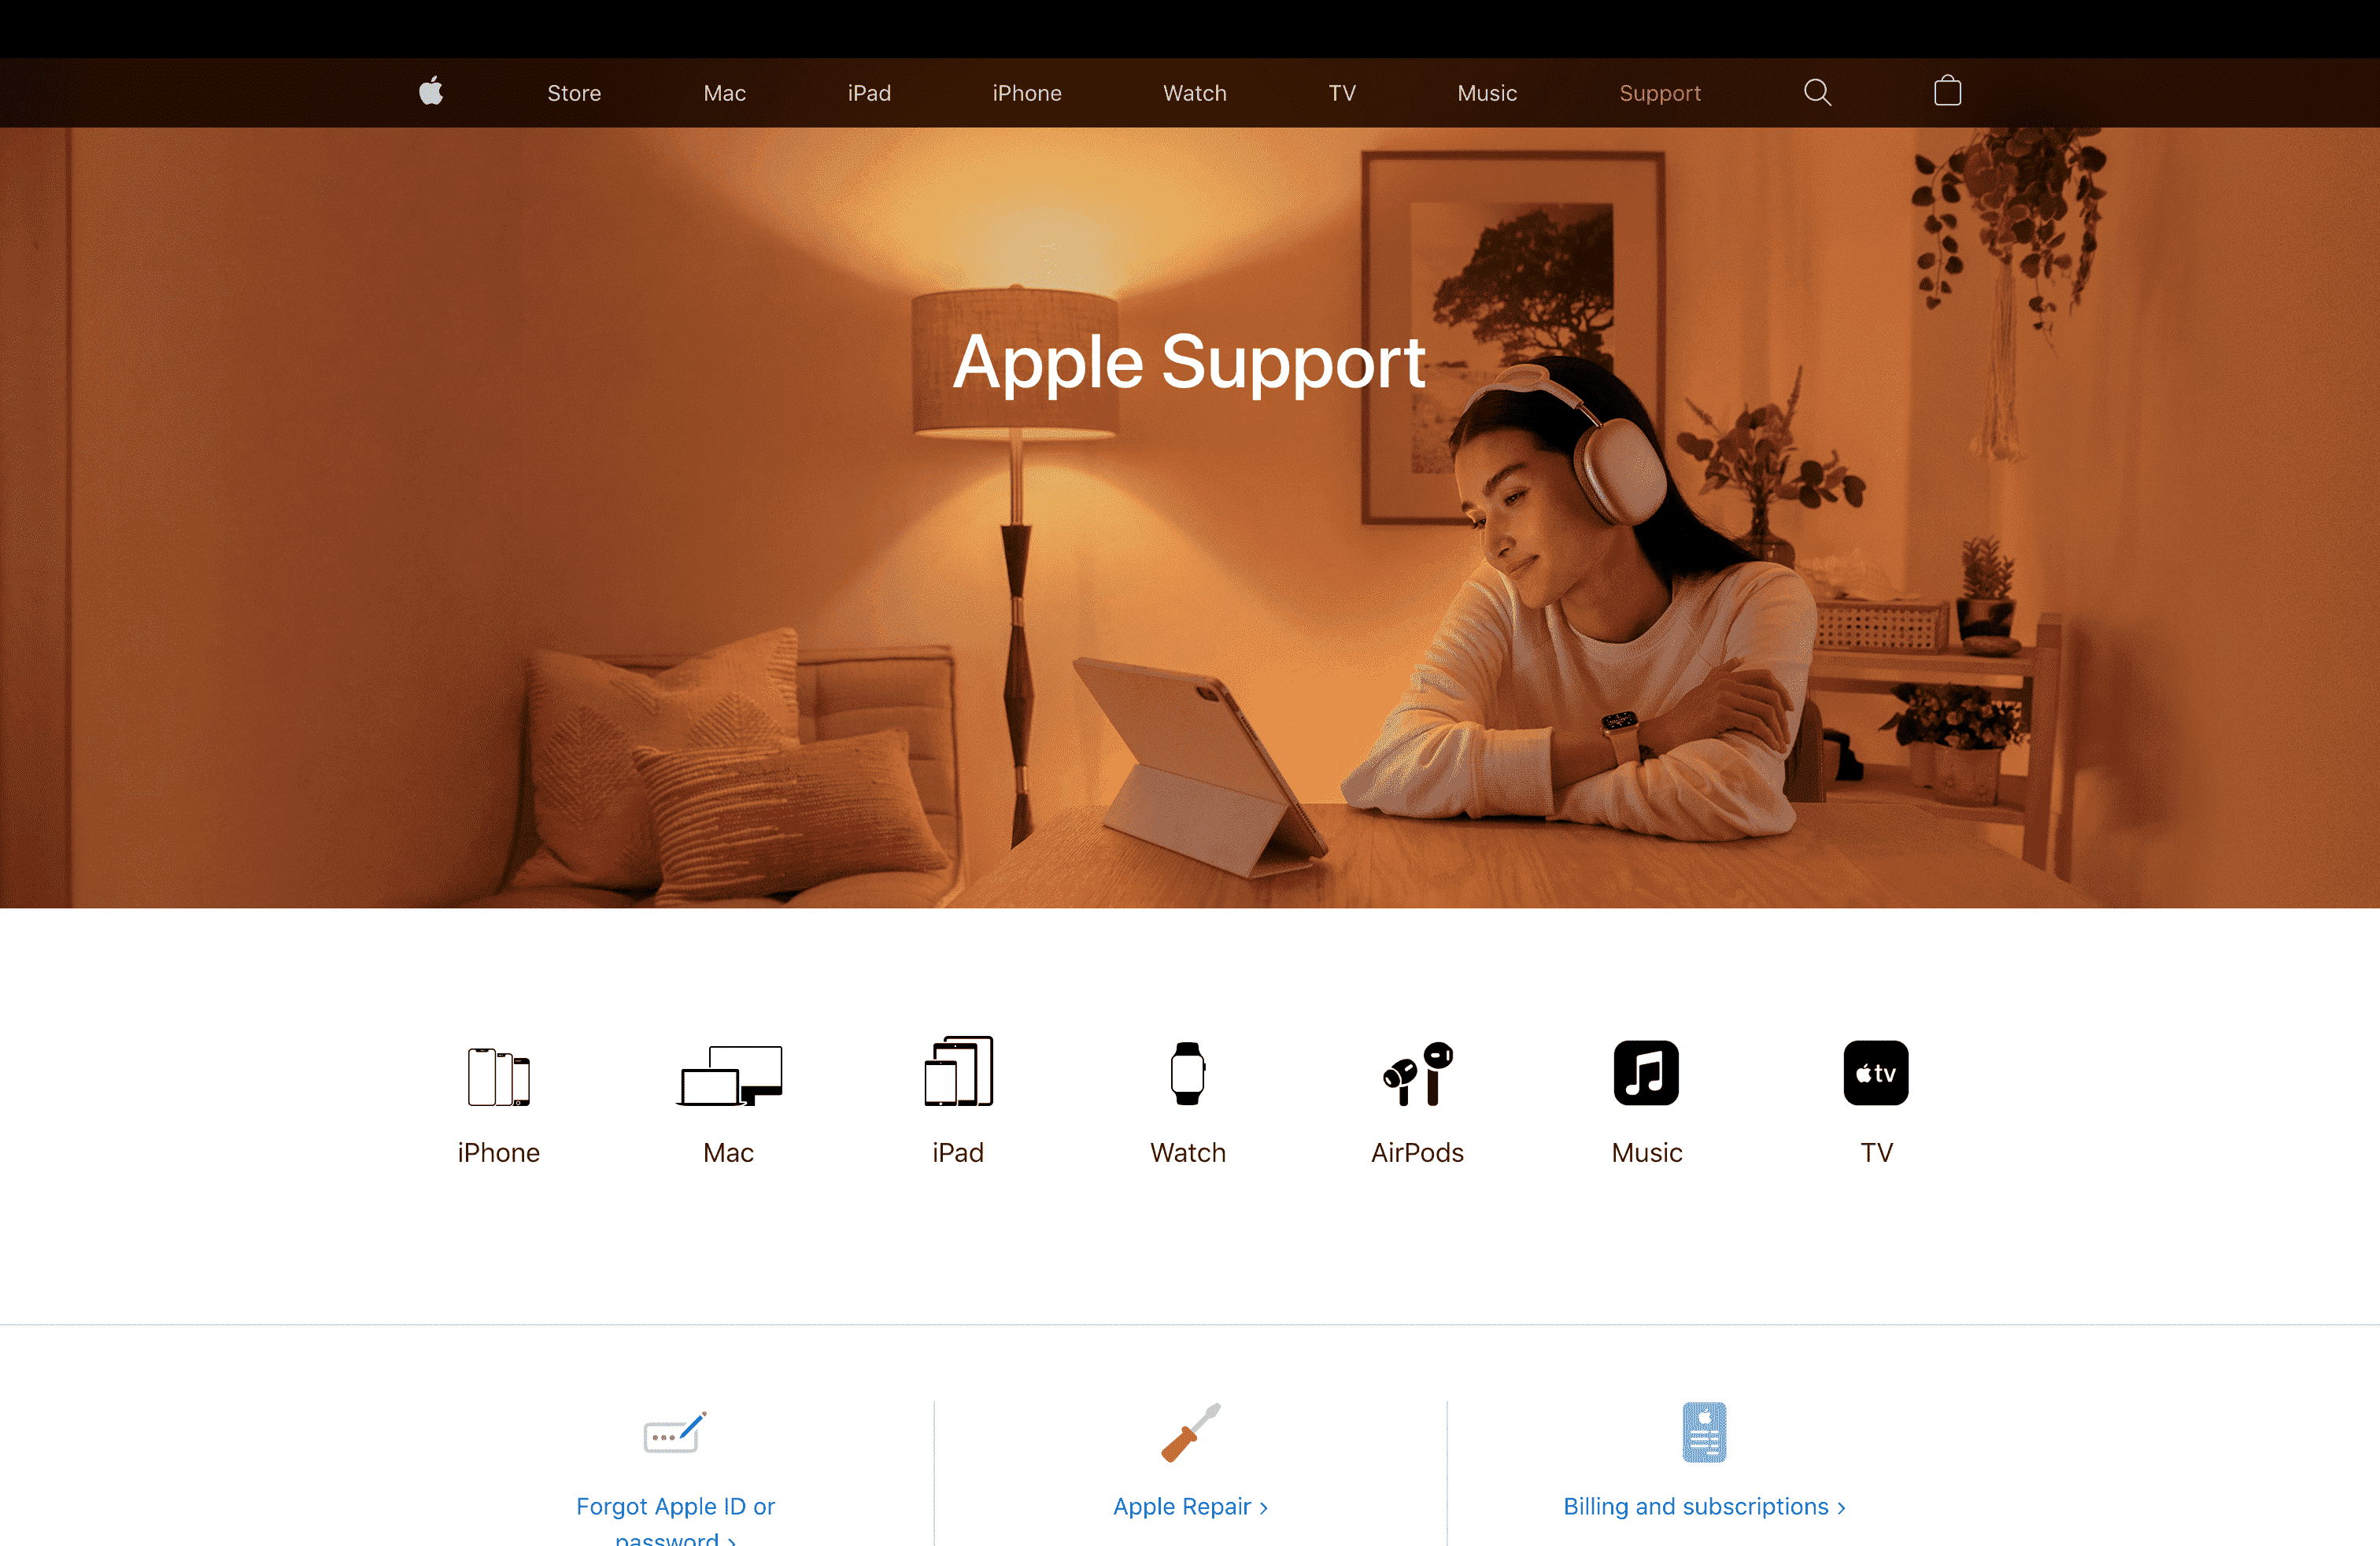 Store Mac iPad iPhone Watch TV Music Support
Apple Support
iPhone Mac iPad Watch AirPods Music TV
tv
Forgot Apple ID or
password >
Apple Repair >
Billing and subscriptions >